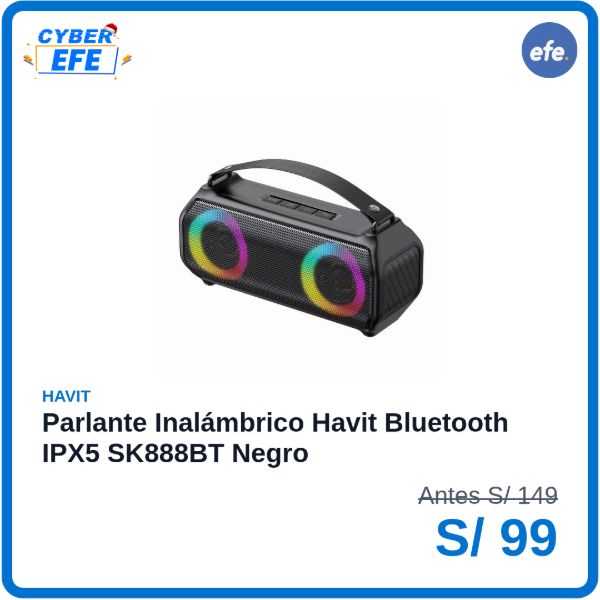 CYBER
EFE
efe.
HAVIT
Parlante Inalámbrico Havit Bluetooth
IPX5 SK888BT Negro
Antes S/ 149
S/ 99